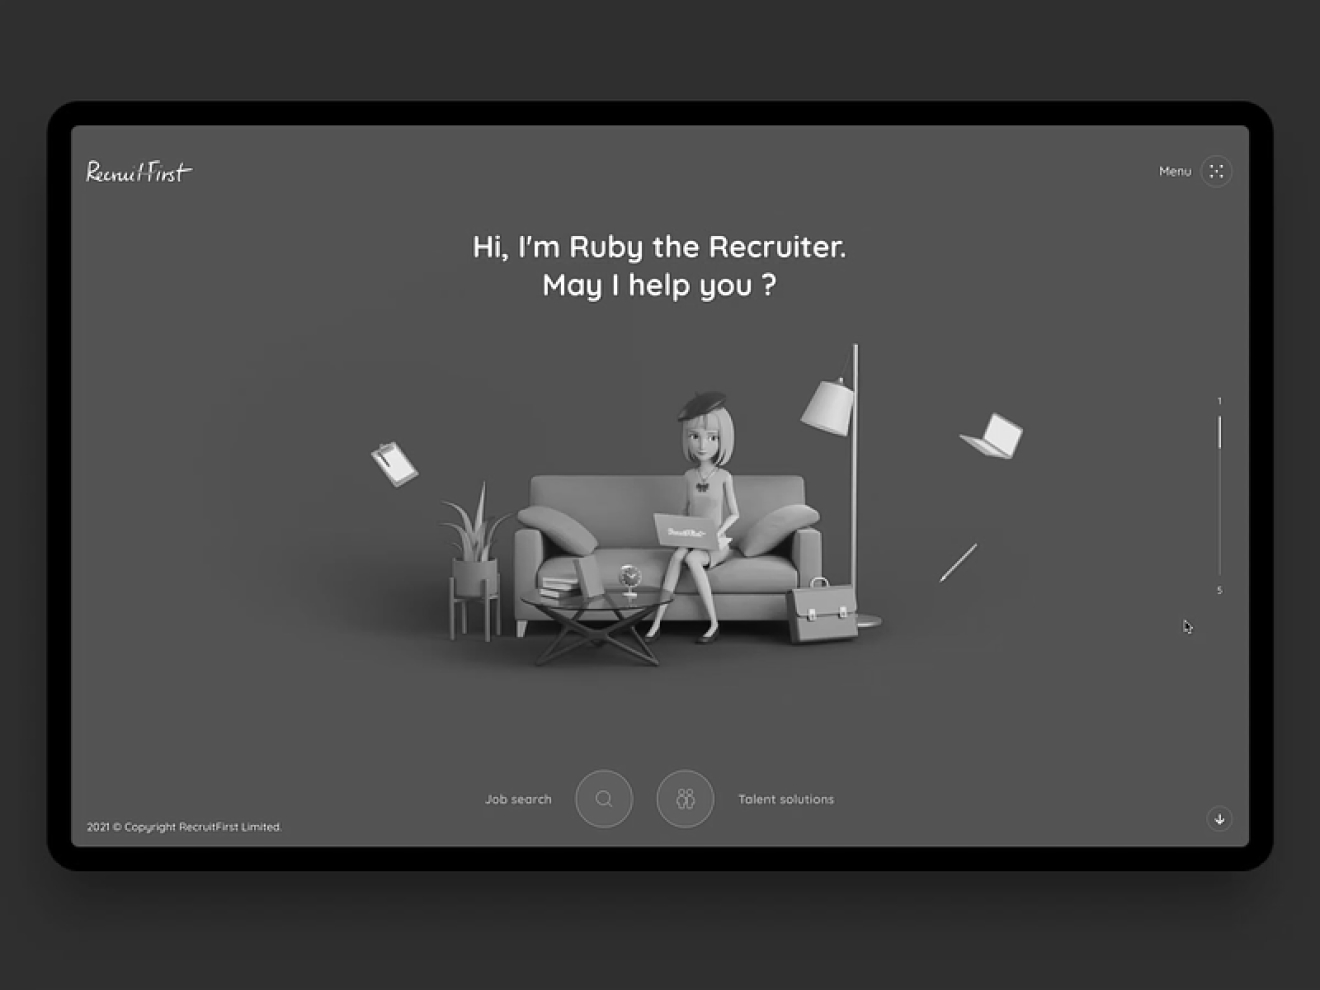 RecruitFirst
Menu
Hi, I'm Ruby the Recruiter.
May I help you ?
1
RecruitFirst
5
Job search
Talent solutions
2021 © Copyright RecruitFirst Limited.